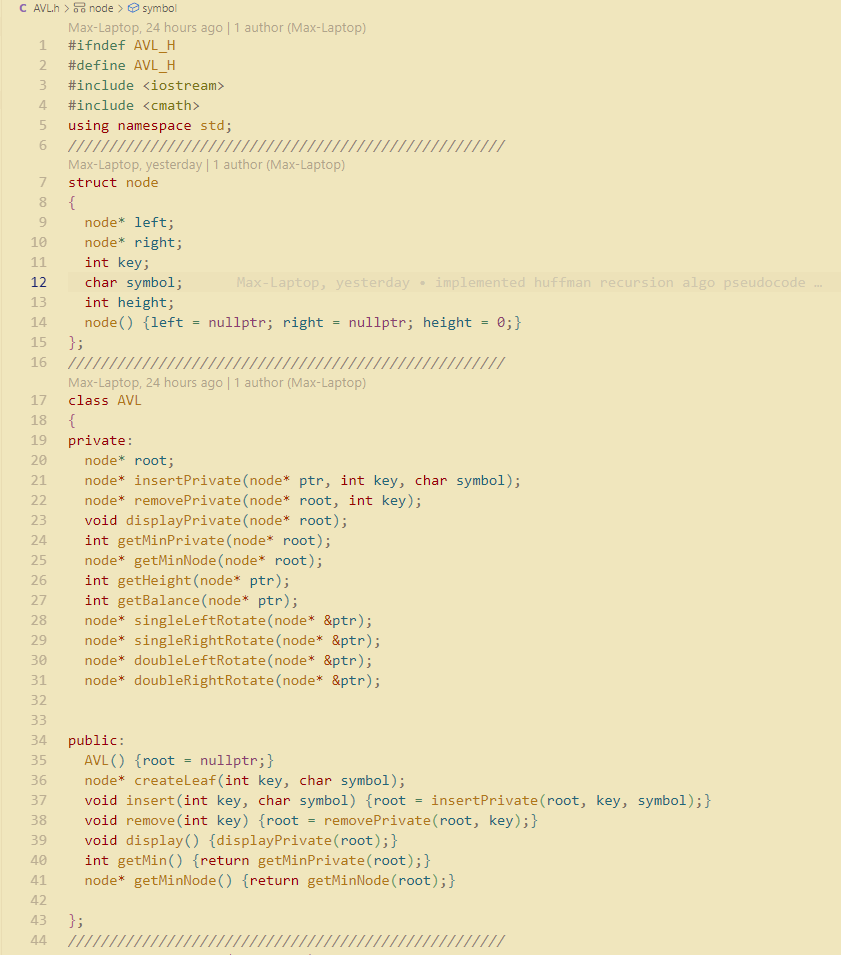 AVL.h > node > symbol
Max-Laptop, 24 hours ago | 1 author (Max-Laptop)
1 #ifndef AVL_H
2 #define AVL_H
3 #include <iostream>
4 #include <cmath>
5 using namespace std;
6 /////////////////////////////////////////////////////
Max-Laptop, yesterday | 1 author (Max-Laptop)
7 struct node
8 {
9 node* left;
10 node* right;
11 int key;
12 char symbol; Max-Laptop, yesterday • implemented huffman recursion algo pseudocode …
13 int height;
14 node() {left = nullptr; right = nullptr; height = 0;}
15 };
16 /////////////////////////////////////////////////////
Max-Laptop, 24 hours ago | 1 author (Max-Laptop)
17 class AVL
18 {
19 private:
20 node* root;
21 node* insertPrivate(node* ptr, int key, char symbol);
22 node* removePrivate(node* root, int key);
23 void displayPrivate(node* root);
24 int getMinPrivate(node* root);
25 node* getMinNode(node* root);
26 int getHeight(node* ptr);
27 int getBalance(node* ptr);
28 node* singleLeftRotate(node* &ptr);
29 node* singleRightRotate(node* &ptr);
30 node* doubleLeftRotate(node* &ptr);
31 node* doubleRightRotate(node* &ptr);
32
33
34 public:
35 AVL() {root = nullptr;}
36 node* createLeaf(int key, char symbol);
37 void insert(int key, char symbol) {root = insertPrivate(root, key, symbol);}
38 void remove(int key) {root = removePrivate(root, key);}
39 void display() {displayPrivate(root);}
40 int getMin() {return getMinPrivate(root);}
41 node* getMinNode() {return getMinNode(root);}
42
43 };
44 /////////////////////////////////////////////////////